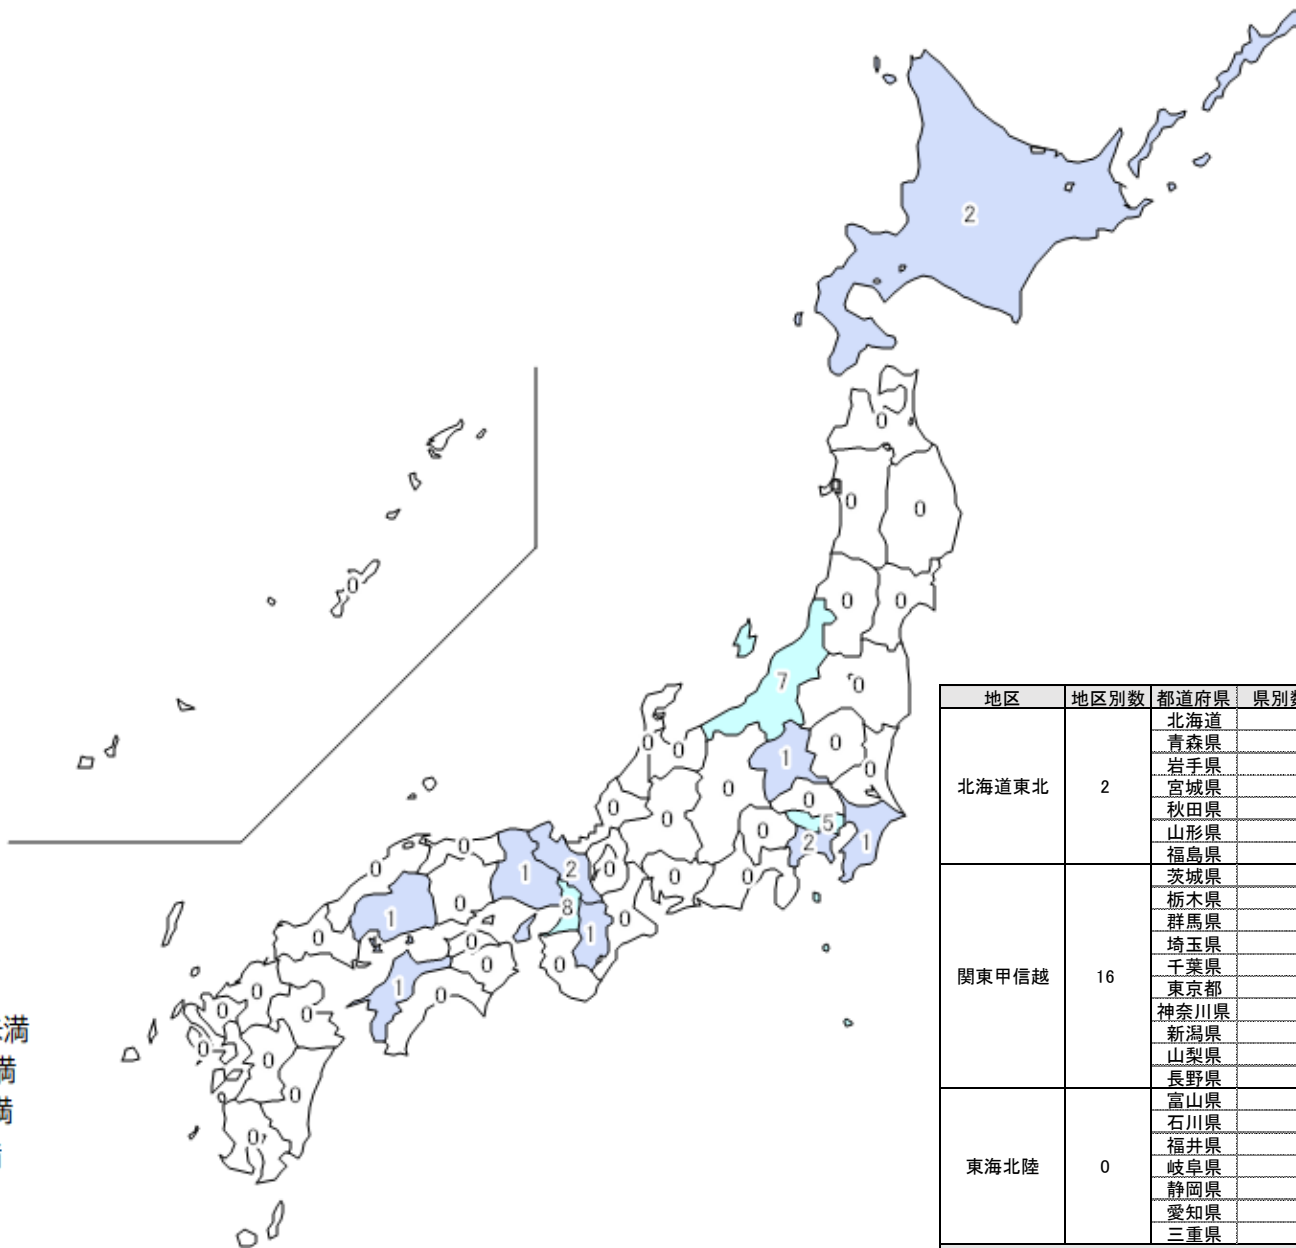 2
0
0
0
0
0
0
7
0
0
0
0
1
0
0
0
0
0
5
0
0
2
1
0
0
1
2
0
0
0
1
0
8
0
1
0
0
0
0
1
0
0
0
0
0
0
0
0
地区 地区別数 都道府県 県別
北海道東北 2
北海道
青森県
岩手県
宮城県
秋田県
山形県
福島県
関東甲信越 16
茨城県
栃木県
群馬県
埼玉県
千葉県
東京都
神奈川県
新潟県
山梨県
長野県
東海北陸 0
富山県
石川県
福井県
岐阜県
静岡県
愛知県
三重県
満
満
満